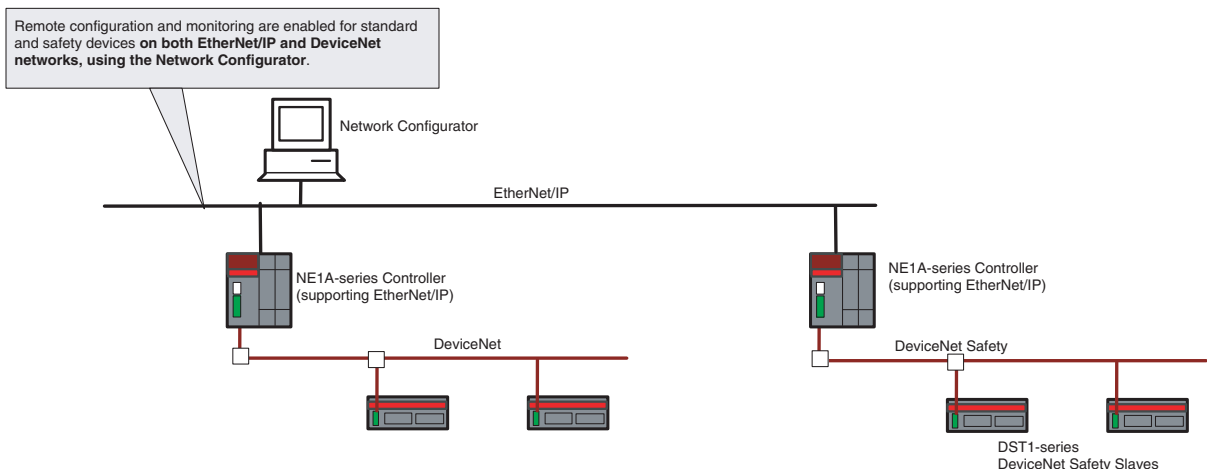 Remote configuration and monitoring are enabled for standard
and safety devices on both EtherNet/IP and DeviceNet
networks, using the Network Configurator.
Network Configurator
EtherNet/IP
NE1A-series Controller
(supporting EtherNet/IP)
NE1A-series Controller
(supporting EtherNet/IP)
DeviceNet
DeviceNet Safety
DST1-series
DeviceNet Safety Slaves